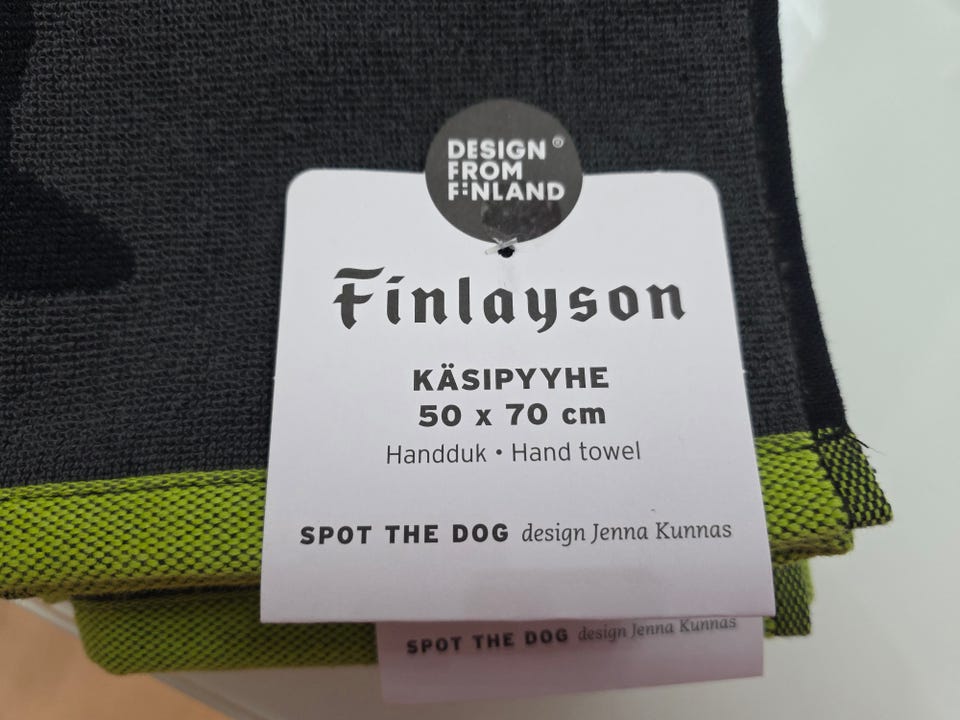 DESIGN®
FROM
FINLAND
Finlayson
KÄSIPYYHE
50 x 70 cm
Handduk • Hand towel
SPOT THE DOG design Jenna Kunnas
SPOT THE DOG design Jenna Kunnas